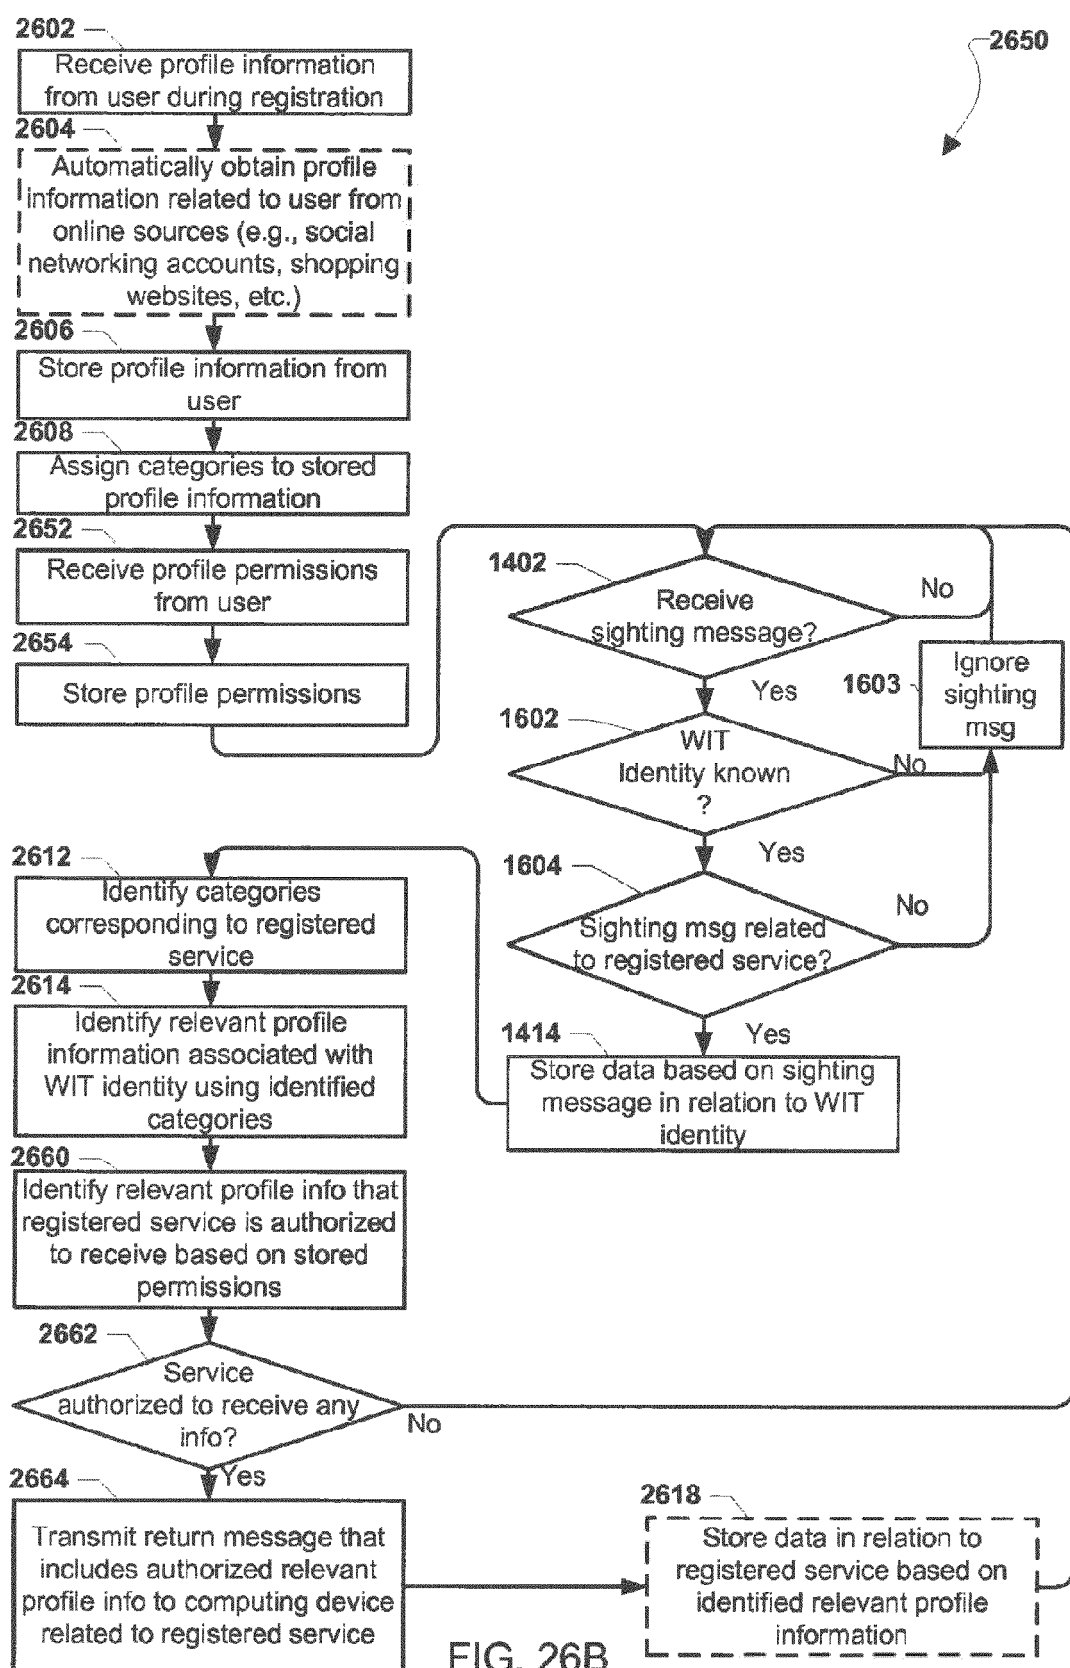 2602
2650
Receive profile information
from user during registration
2604
Automatically obtain profile
information related to user from
online sources (e.g., social
networking accounts, shopping
websites, etc.)
2606
Store profile information from
user
2608
Assign categories to stored
profile information
2652
Receive profile permissions
from user
2654
Store profile permissions
1402
Receive
sighting message?
No
Yes
Ignore
sighting
msg
1603
1602
WIT
Identity known
?
No
Yes
1604
Sighting msg related
to registered service?
No
Yes
1414
Store data based on sighting
message in relation to WIT
identity
2612
Identify categories
corresponding to registered
service
2614
Identify relevant profile
information associated with
WIT identity using identified
categories
2660
Identify relevant profile info that
registered service is authorized
to receive based on stored
permissions
2662
Service
authorized to receive any
info?
No
Yes
2664
Transmit return message that
includes authorized relevant
profile info to computing device
related to registered service
2618
Store data in relation to
registered service based on
identified relevant profile
information
FIG. 26B